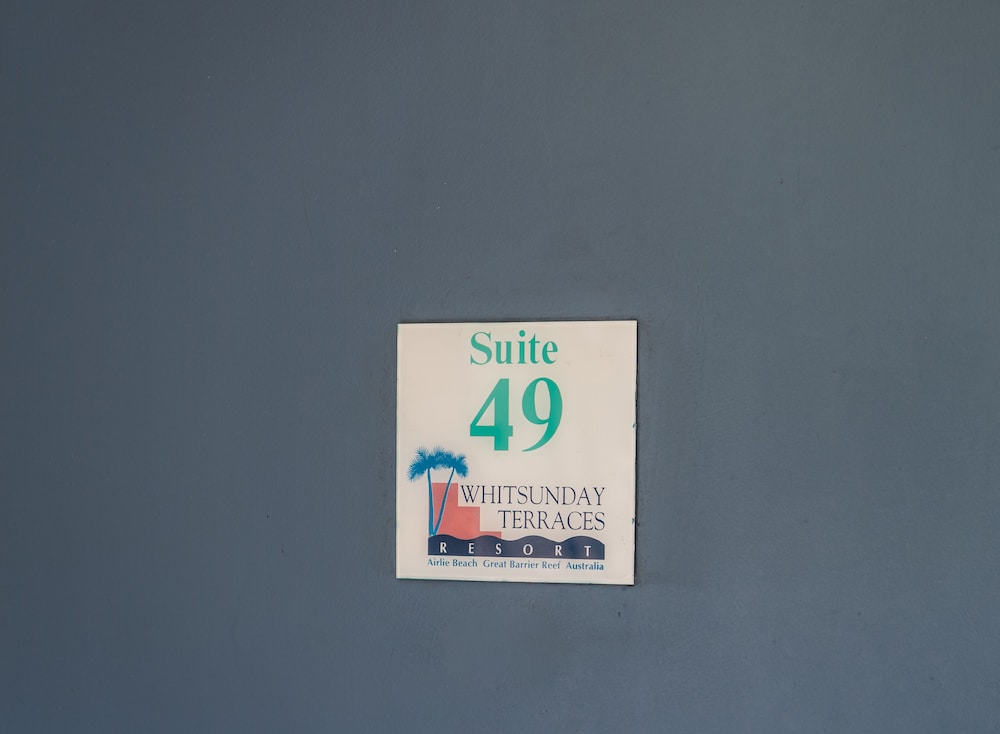 Suite
49
WHITSUNDAY
TERRACES
RESORT
Airlie Beach Great Barrier Reef Australia